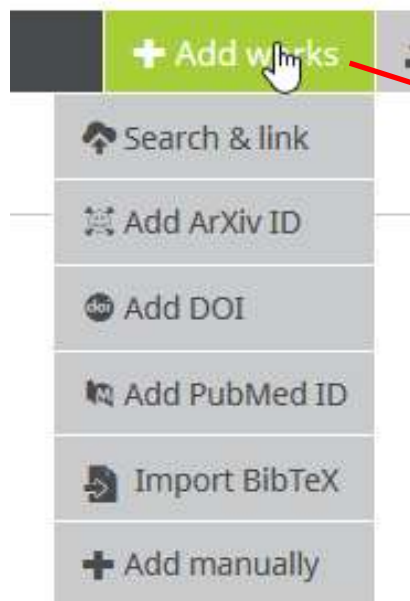 Add works
Search & link
Add ArXiv ID
Add DOI
Add PubMed ID
Import BibTeX
Add manually